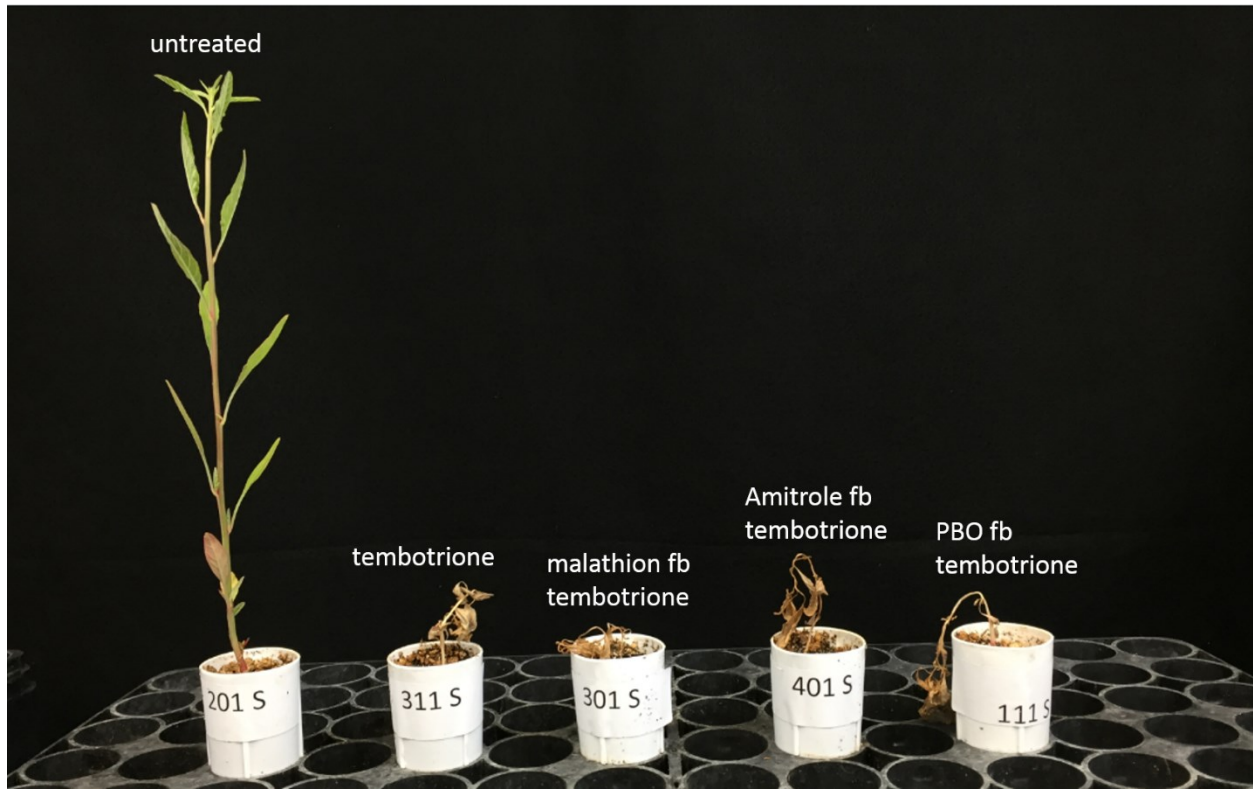 untreated
tembotrione
malathion fb
tembotrione
Amitrole fb
tembotrione
PBO fb
tembotrione
201 S
311 S
301 S
401 S
111 S